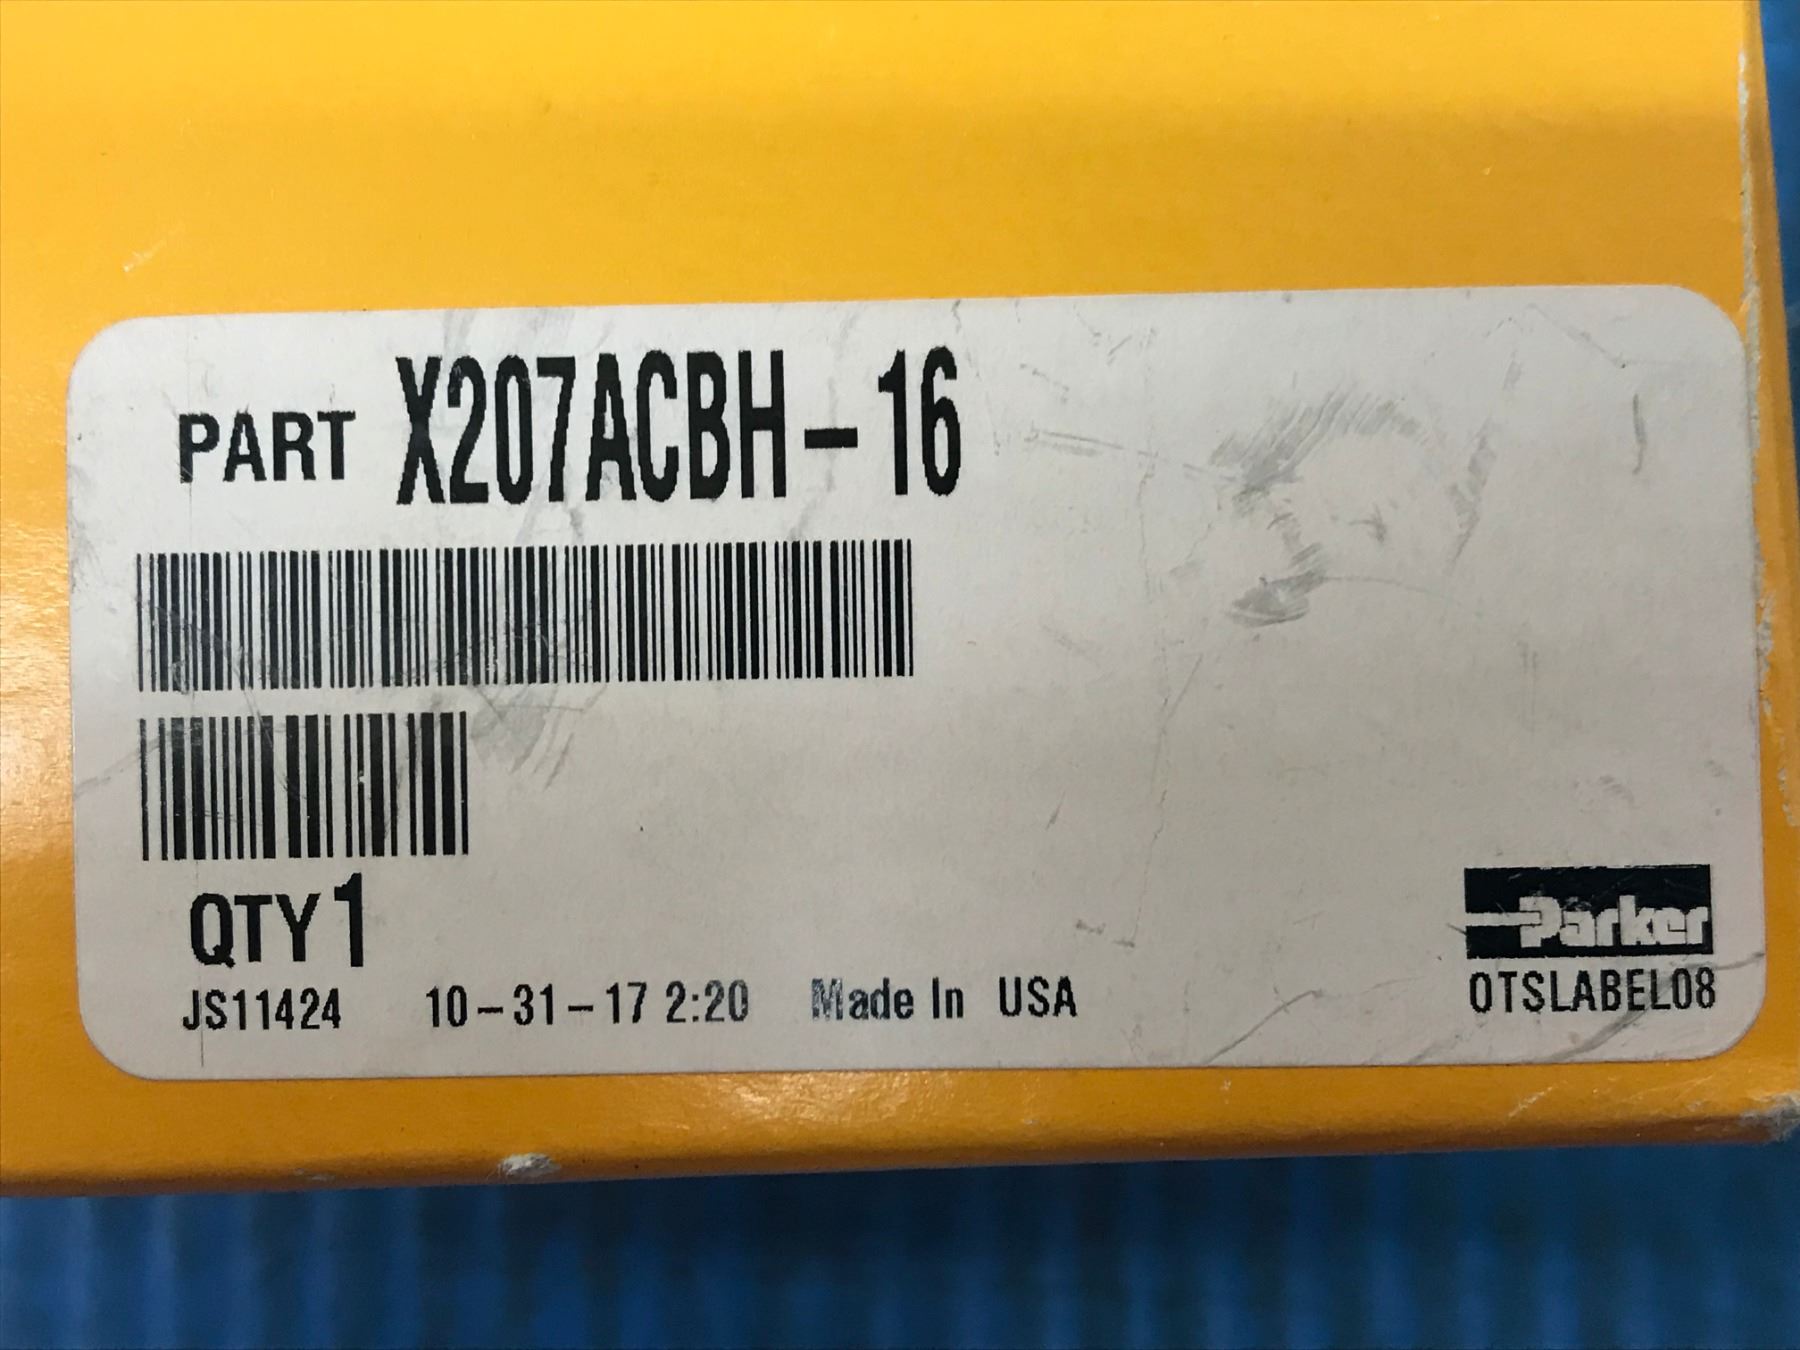 PART X207ACBH-16
QTY 1
JS11424 10-31-17 2:20 Made In USA
Parker
OTSLABEL08